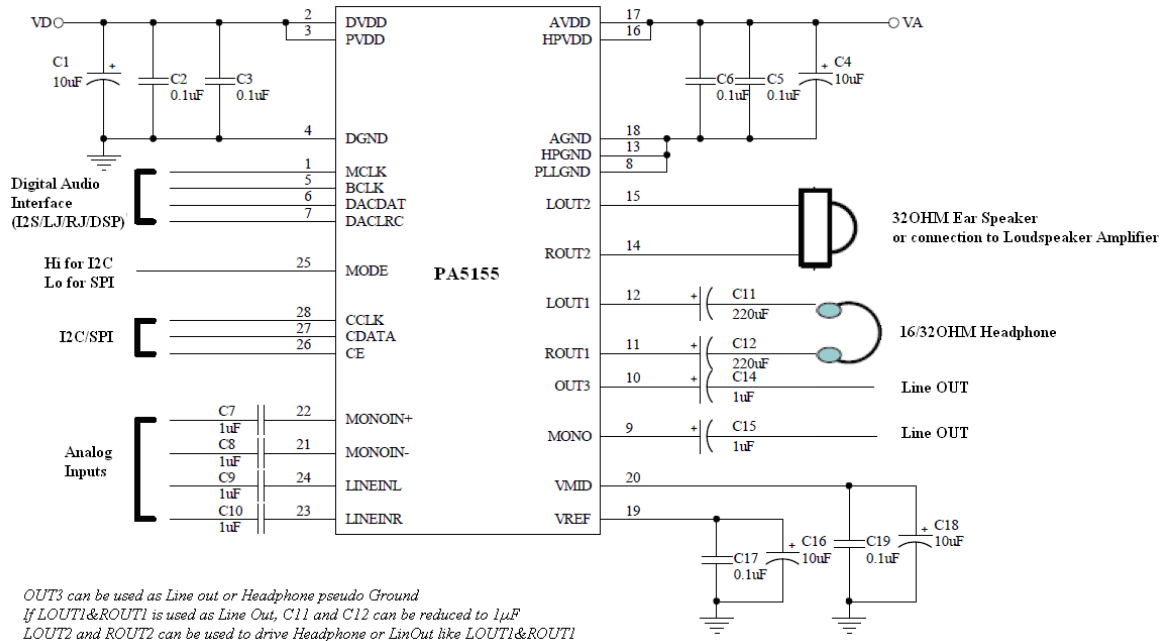 VD
2
DVDD
3
PVDD
C1
10uF
+
C2
0.1uF
C3
0.1uF
4
DGND
17
AVDD
16
HPVDD
VA
C6
0.1uF
C5
0.1uF
+
C4
10uF
18
AGND
13
HPGND
8
PLLGND
Digital Audio
Interface
(I2S/LJ/RJ/DSP)
1
MCLK
5
BCLK
6
DACDAT
7
DACLRC
15
LOUT2
14
ROUT2
32OHM Ear Speaker
or connection to Loudspeaker Amplifier
Hi for I2C
Lo for SPI
25
MODE
PA5155
12
LOUT1
+
C11
220uF
11
ROUT1
+
C12
220uF
16/32OHM Headphone
I2C/SPI
28
CCLK
27
CDATA
26
CE
10
OUT3
+
C14
1uF
Line OUT
9
MONO
+
C15
1uF
Line OUT
Analog
Inputs
C7
1uF
22
MONOIN+
C8
1uF
21
MONOIN-
C9
1uF
24
LINEINL
C10
1uF
23
LINEINR
20
VMID
19
VREF
C17
0.1uF
+
C16
10uF
C19
0.1uF
+
C18
10uF
OUT3 can be used as Line out or Headphone pseudo Ground
If LOUT1&ROUT1 is used as Line Out, C11 and C12 can be reduced to 1µF
LOUT2 and ROUT2 can be used to drive Headphone or LinOut like LOUT1&ROUT1